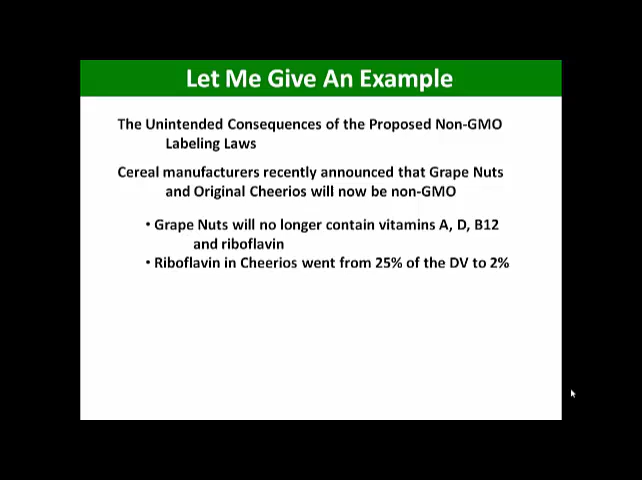 Let Me Give An Example
The Unintended Consequences of the Proposed Non-GMO
Labeling Laws
Cereal manufacturers recently announced that Grape Nuts
and Original Cheerios will now be non-GMO
• Grape Nuts will no longer contain vitamins A, D, B12
and riboflavin
• Riboflavin in Cheerios went from 25% of the DV to 2%